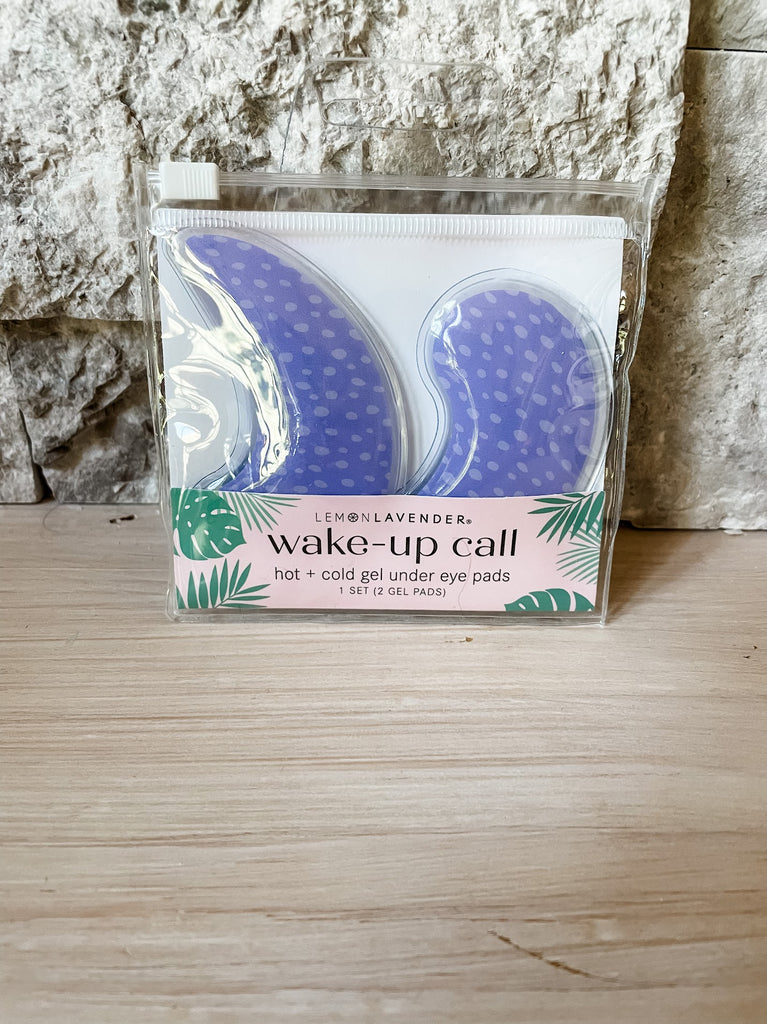 LEMONLAVENDER®
wake-up call
hot + cold gel under eye pads
1 SET (2 GEL PADS)